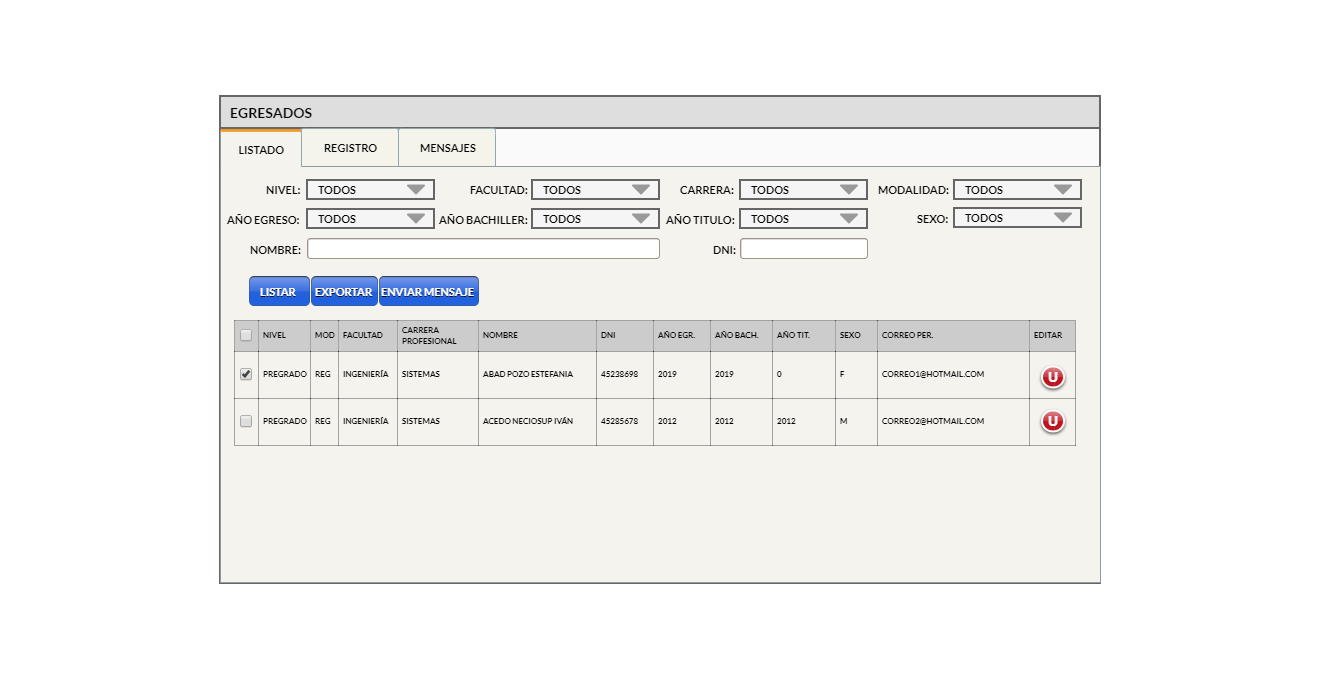 EGRESADOS
LISTADO REGISTRO MENSAJES
NIVEL: TODOS FACULTAD: TODOS CARRERA: TODOS MODALIDAD: TODOS
AÑO EGRESO: TODOS AÑO BACHILLER: TODOS AÑO TITULO: TODOS SEXO: TODOS
NOMBRE: DNI:
LISTAR EXPORTAR ENVIAR MENSAJE
NIVEL MOD FACULTAD CARRERA PROFESIONAL NOMBRE DNI AÑO EGR. AÑO BACH. AÑO TIT. SEXO CORREO PER. EDITAR
PREGRADO REG INGENIERÍA SISTEMAS ABAD POZO ESTEFANIA 45238698 2019 2019 0 F CORREO1@HOTMAIL.COM U
PREGRADO REG INGENIERÍA SISTEMAS ACEDO NECIOSUP IVÁN 45285678 2012 2012 2012 M CORREO2@HOTMAIL.COM U